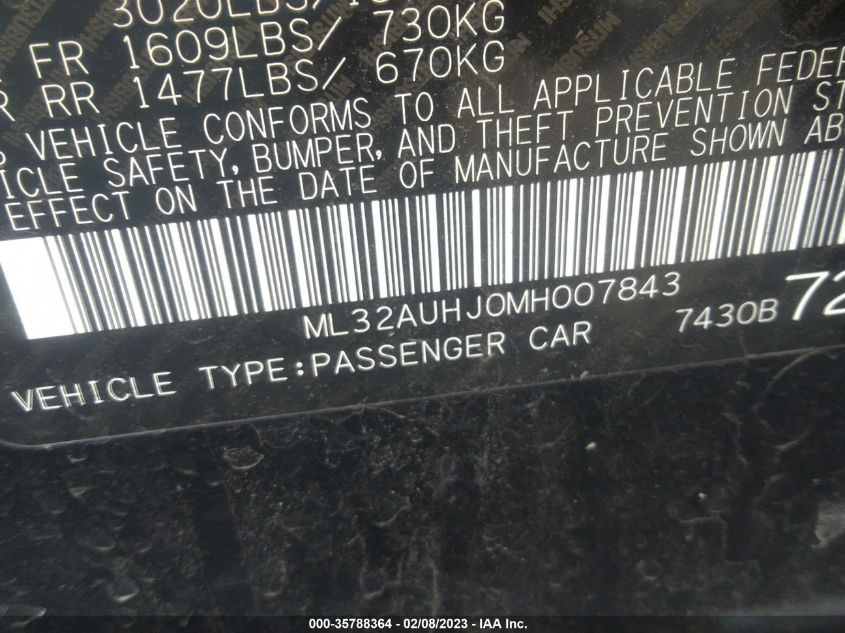 3020LBS/
FR 1609LBS/ 730KG
RR 1477LBS/ 670KG
VEHICLE CONFORMS TO ALL APPLICABLE FEDER
ICLE SAFETY, BUMPER, AND THEFT PREVENTION ST
EFFECT ON THE DATE OF MANUFACTURE SHOWN AB
ML32AUHJ0MH007843
7430B 72
VEHICLE TYPE:PASSENGER CAR
000-35788364 - 02/08/2023 - IAA Inc.